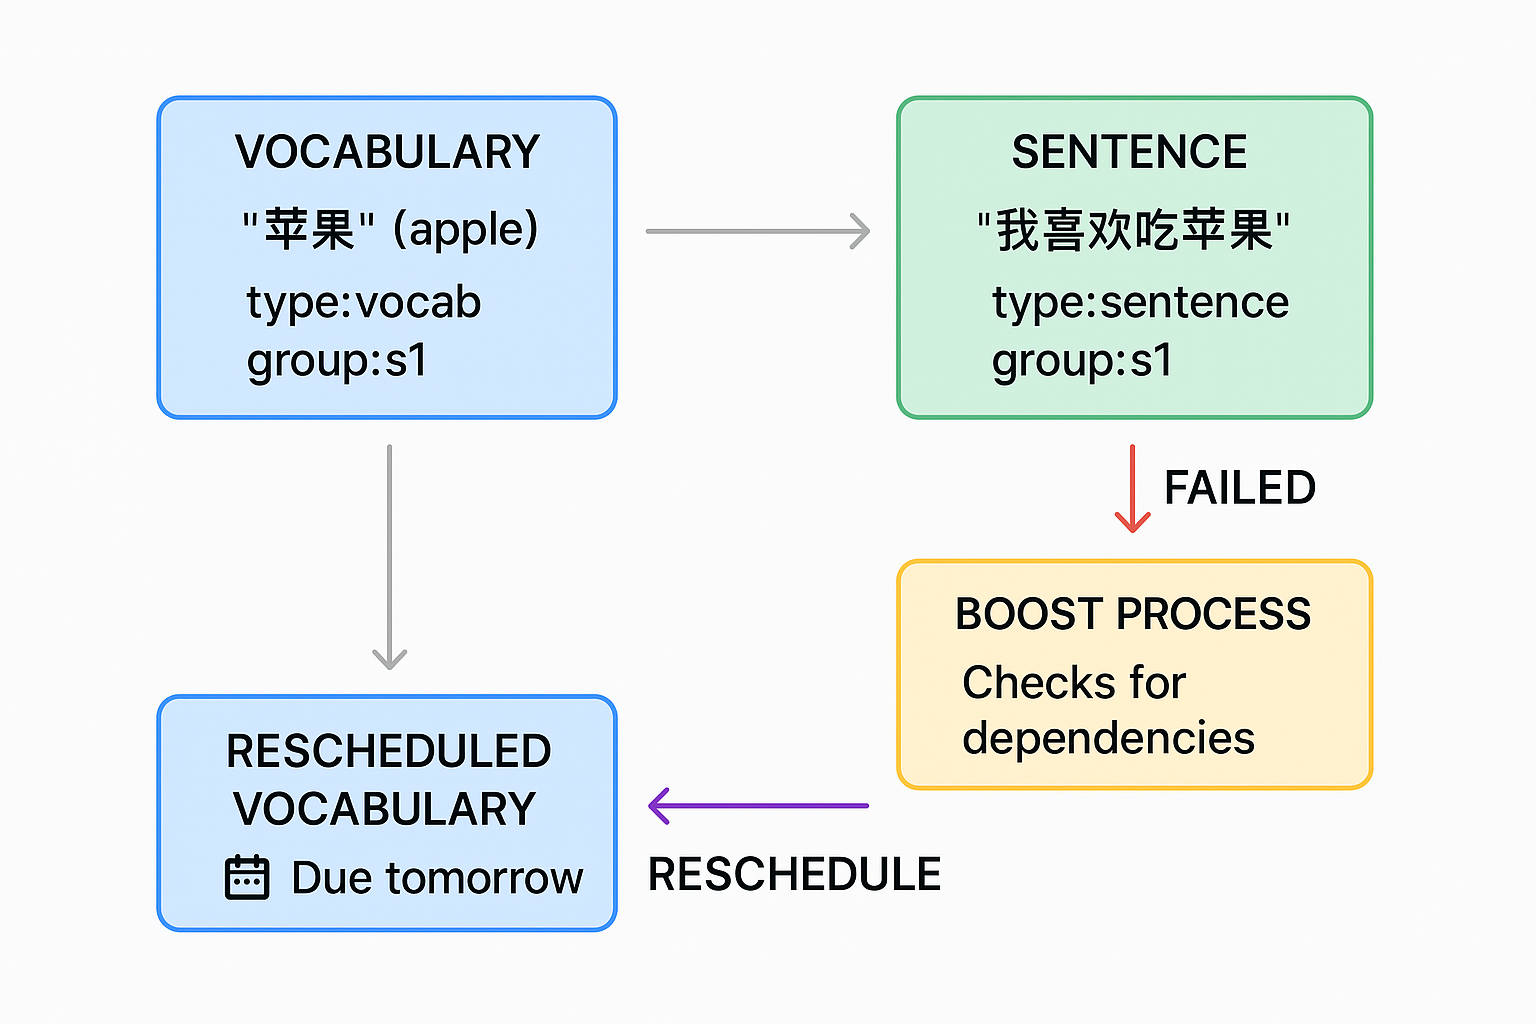 VOCABULARY
"苹果" (apple)
type:vocab
group:s1
SENTENCE
"我喜欢吃苹果"
type:sentence
group:s1
FAILED
BOOST PROCESS
Checks for
dependencies
RESCHEDULE
RESCHEDULED
VOCABULARY
Due tomorrow